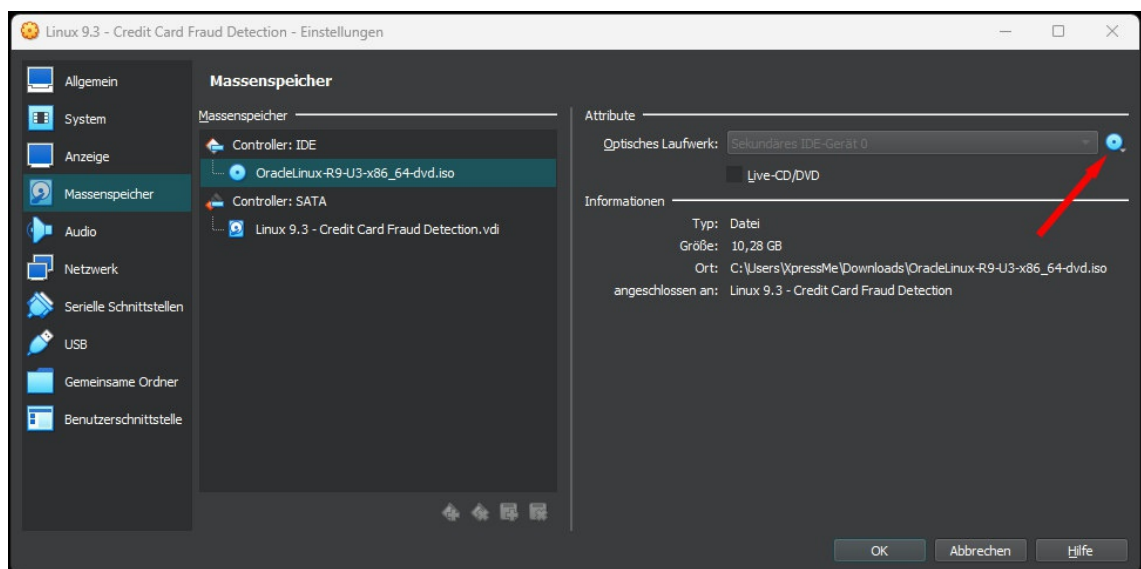 Linux 9.3 - Credit Card Fraud Detection - Einstellungen
Allgemein
System
Anzeige
Massenspeicher
Audio
Netzwerk
Serielle Schnittstellen
USB
Gemeinsame Ordner
Benutzerschnittstelle
Massenspeicher
Massenspeicher
Controller: IDE
OracleLinux-R9-U3-x86_64-dvd.iso
Controller: SATA
Linux 9.3 - Credit Card Fraud Detection.vdi
Attribute
Optisches Laufwerk: Sekundäres IDE-Gerät 0
Live-CD/DVD
Informationen
Typ: Datei
Größe: 10,28 GB
Ort: C:\Users\XpressMe\Downloads\OracleLinux-R9-U3-x86_64-dvd.iso
angeschlossen an: Linux 9.3 - Credit Card Fraud Detection
OK Abbrechen Hilfe